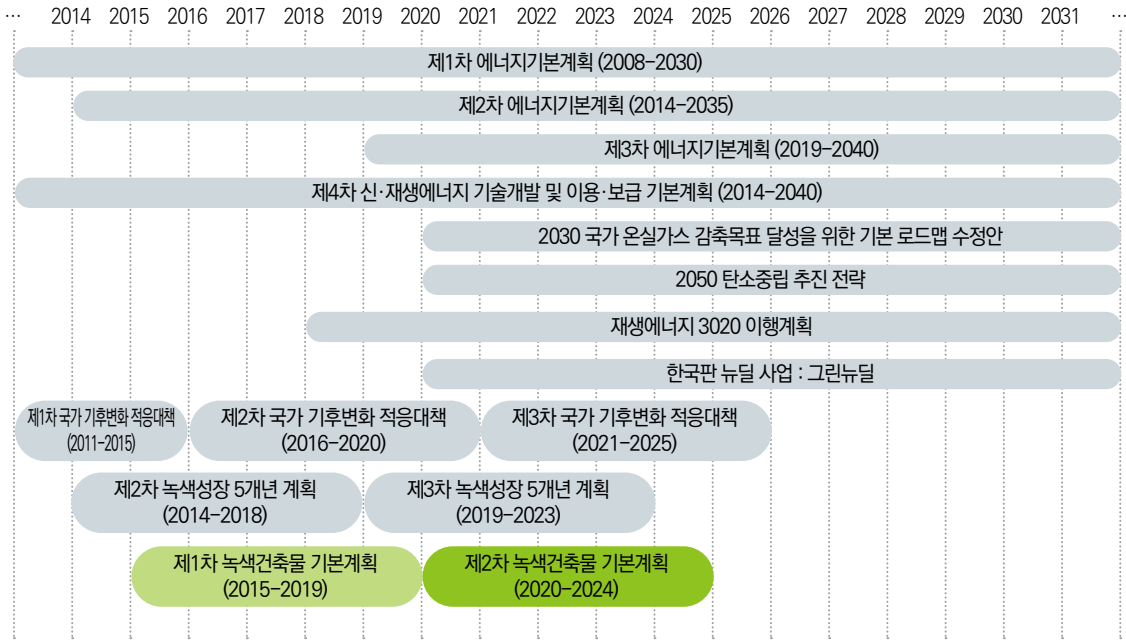 … 2014 2015 2016 2017 2018 2019 2020 2021 2022 2023 2024 2025 2026 2027 2028 2029 2030 2031 …
제1차 에너지기본계획 (2008-2030)
제2차 에너지기본계획 (2014-2035)
제3차 에너지기본계획 (2019-2040)
제4차 신·재생에너지 기술개발 및 이용·보급 기본계획 (2014-2040)
2030 국가 온실가스 감축목표 달성을 위한 기본 로드맵 수정안
2050 탄소중립 추진 전략
재생에너지 3020 이행계획
한국판 뉴딜 사업 : 그린뉴딜
제1차 국가 기후변화 적응대책
(2011-2015)
제2차 국가 기후변화 적응대책
(2016-2020)
제3차 국가 기후변화 적응대책
(2021-2025)
제2차 녹색성장 5개년 계획
(2014-2018)
제3차 녹색성장 5개년 계획
(2019-2023)
제1차 녹색건축물 기본계획
(2015-2019)
제2차 녹색건축물 기본계획
(2020-2024)